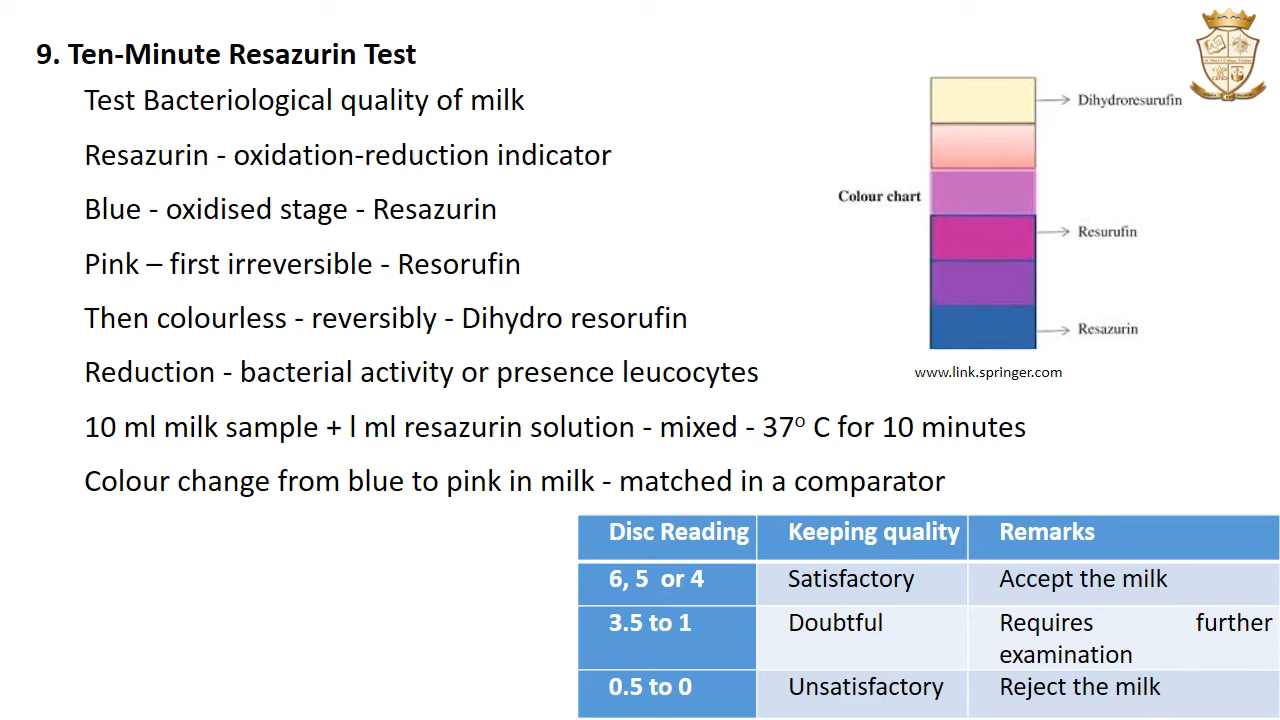 9. Ten-Minute Resazurin Test
Test Bacteriological quality of milk
Resazurin - oxidation-reduction indicator
Blue - oxidised stage - Resazurin
Pink – first irreversible - Resorufin
Then colourless - reversibly - Dihydro resorufin
Reduction - bacterial activity or presence leucocytes
10 ml milk sample + l ml resazurin solution - mixed - 37⁰ C for 10 minutes
Colour change from blue to pink in milk - matched in a comparator
Dihydroresurufin
Colour chart
Resurufin
Resazurin
www.link.springer.com
Disc Reading Keeping quality Remarks
6, 5 or 4 Satisfactory Accept the milk
3.5 to 1 Doubtful Requires further
examination
0.5 to 0 Unsatisfactory Reject the milk